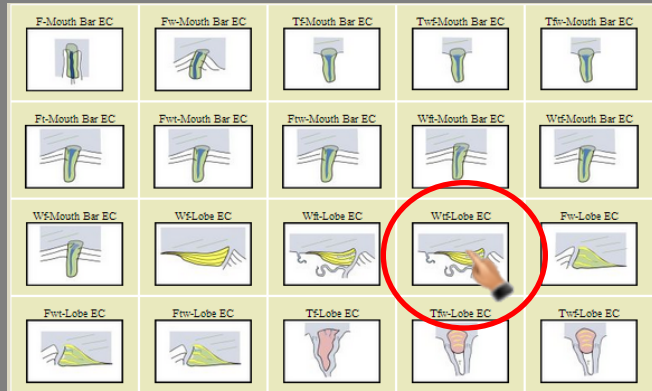 F-Mouth Bar EC Fw-Mouth Bar EC Tf-Mouth Bar EC Twf-Mouth Bar EC Tfw-Mouth Bar EC
Ft-Mouth Bar EC Fwt-Mouth Bar EC Ftw-Mouth Bar EC Wft-Mouth Bar EC Wtf-Mouth Bar EC
Wf-Mouth Bar EC Wf-Lobe EC Wft-Lobe EC Wtf-Lobe EC Fw-Lobe EC
Fwt-Lobe EC Ftw-Lobe EC Tf-Lobe EC Tfw-Lobe EC Twf-Lobe EC